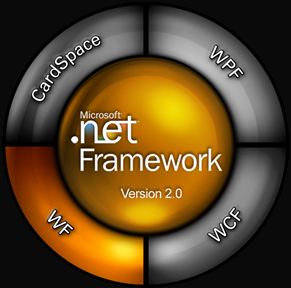 CardSpace
WPF
Microsoft
.net
Framework
Version 2.0
WF
WCF